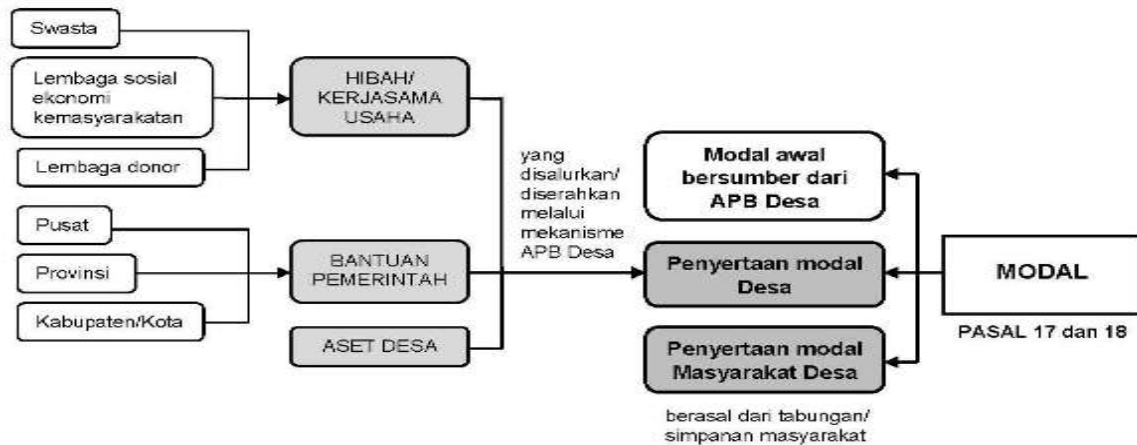 Swasta
Lembaga sosial
ekonomi
kemasyarakatan
Lembaga donor
HIBAH/
KERJASAMA
USAHA
Pusat
Provinsi
Kabupaten/Kota
BANTUAN
PEMERINTAH
ASET DESA
yang
disalurkan/
diserahkan
melalui
mekanisme
APB Desa
Modal awal
bersumber dari
APB Desa
Penyertaan modal
Desa
Penyertaan modal
Masyarakat Desa
berasal dari tabungan/
simpanan masyarakat
MODAL
PASAL 17 dan 18